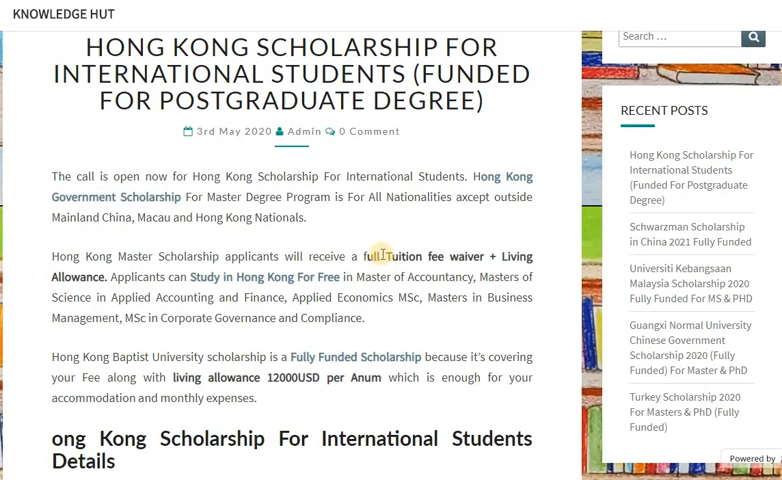 KNOWLEDGE HUT
HONG KONG SCHOLARSHIP FOR
INTERNATIONAL STUDENTS (FUNDED
FOR POSTGRADUATE DEGREE)
3rd May 2020 Admin 0 Comment
The call is open now for Hong Kong Scholarship For International Students. Hong Kong
Government Scholarship For Master Degree Program is For All Nationalities axcept outside
Mainland China, Macau and Hong Kong Nationals.
Hong Kong Master Scholarship applicants will receive a full Tuition fee waiver + Living
Allowance. Applicants can Study in Hong Kong For Free in Master of Accountancy, Masters of
Science in Applied Accounting and Finance, Applied Economics MSc, Masters in Business
Management, MSc in Corporate Governance and Compliance.
Hong Kong Baptist University scholarship is a Fully Funded Scholarship because it's covering
your Fee along with living allowance 12000USD per Anum which is enough for your
accommodation and monthly expenses.
ong Kong Scholarship For International Students
Details
Search …
RECENT POSTS
Hong Kong Scholarship For
International Students
(Funded For Postgraduate
Degree)
Schwarzman Scholarship
in China 2021 Fully Funded
Universiti Kebangsaan
Malaysia Scholarship 2020
Fully Funded For MS & PHD
Guangxi Normal University
Chinese Government
Scholarship 2020 (Fully
Funded) For Master & PhD
Turkey Scholarship 2020
For Masters & PhD (Fully
Funded)
Powered by